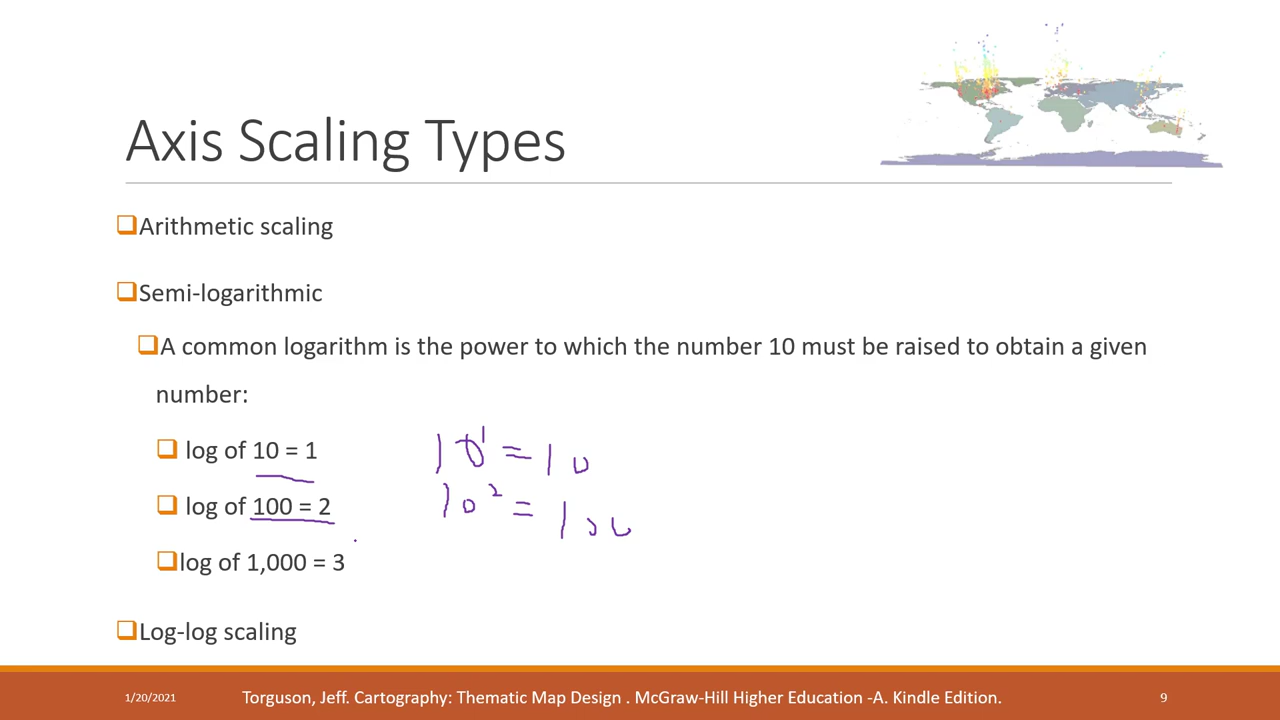 Axis Scaling Types
Arithmetic scaling
Semi-logarithmic
A common logarithm is the power to which the number 10 must be raised to obtain a given
number:
log of 10 = 1
10¹ = 10
log of 100 = 2
10² = 100
log of 1,000 = 3
Log-log scaling
1/20/2021
Torguson, Jeff. Cartography: Thematic Map Design . McGraw-Hill Higher Education -A. Kindle Edition.
9